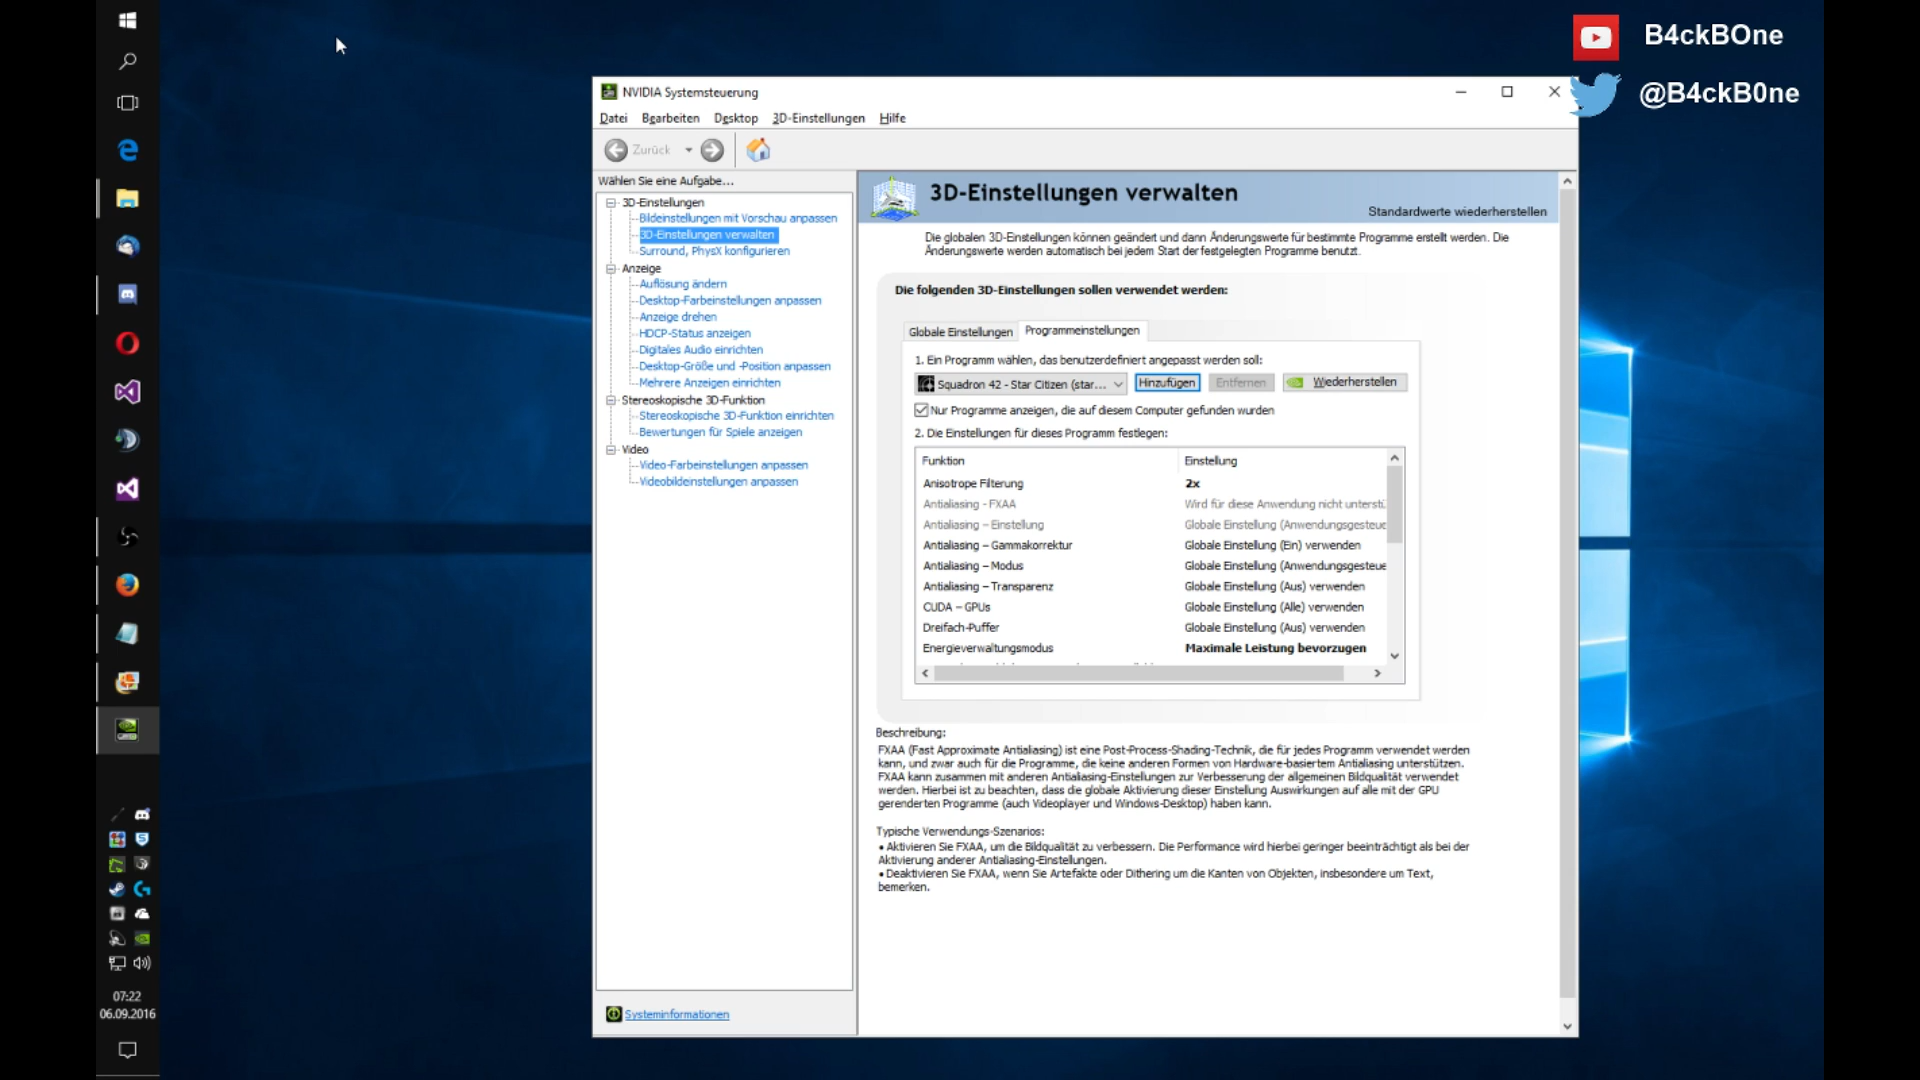 B4ckBOne
@B4ckB0ne
NVIDIA Systemsteuerung
Datei Bearbeiten Desktop 3D-Einstellungen Hilfe
Zurück
Wählen Sie eine Aufgabe...
3D-Einstellungen
Bildeinstellungen mit Vorschau anpassen
3D-Einstellungen verwalten
Surround, PhysX konfigurieren
Anzeige
Auflösung ändern
Desktop-Farbeinstellungen anpassen
Anzeige drehen
HDCP-Status anzeigen
Digitales Audio einrichten
Desktop-Größe und -Position anpassen
Mehrere Anzeigen einrichten
Stereoskopische 3D-Funktion
Stereoskopische 3D-Funktion einrichten
Bewertungen für Spiele anzeigen
Video
Video-Farbeinstellungen anpassen
Videobildeinstellungen anpassen
Systeminformationen
3D-Einstellungen verwalten
Standardwerte wiederherstellen
Die globalen 3D-Einstellungen können geändert und dann Änderungswerte für bestimmte Programme erstellt werden. Die
Änderungswerte werden automatisch bei jedem Start der festgelegten Programme benutzt.
Die folgenden 3D-Einstellungen sollen verwendet werden:
Globale Einstellungen Programmeinstellungen
1. Ein Programm wählen, das benutzerdefiniert angepasst werden soll:
Squadron 42 - Star Citizen (star... Hinzufügen Entfernen Wiederherstellen
Nur Programme anzeigen, die auf diesem Computer gefunden wurden
2. Die Einstellungen für dieses Programm festlegen:
Funktion Einstellung
Anisotrope Filterung 2x
Antialiasing - FXAA Wird für diese Anwendung nicht unterstü
Antialiasing – Einstellung Globale Einstellung (Anwendungsgesteue
Antialiasing – Gammakorrektur Globale Einstellung (Ein) verwenden
Antialiasing – Modus Globale Einstellung (Anwendungsgesteue
Antialiasing – Transparenz Globale Einstellung (Aus) verwenden
CUDA – GPUs Globale Einstellung (Alle) verwenden
Dreifach-Puffer Globale Einstellung (Aus) verwenden
Energieverwaltungsmodus Maximale Leistung bevorzugen
Beschreibung:
FXAA (Fast Approximate Antialiasing) ist eine Post-Process-Shading-Technik, die für jedes Programm verwendet werden
kann, und zwar auch für die Programme, die keine anderen Formen von Hardware-basiertem Antialiasing unterstützen.
FXAA kann zusammen mit anderen Antialiasing-Einstellungen zur Verbesserung der allgemeinen Bildqualität verwendet
werden. Hierbei ist zu beachten, dass die globale Aktivierung dieser Einstellung Auswirkungen auf alle mit der GPU
gerenderten Programme (auch Videoplayer und Windows-Desktop) haben kann.
Typische Verwendungs-Szenarios:
• Aktivieren Sie FXAA, um die Bildqualität zu verbessern. Die Performance wird hierbei geringer beeinträchtigt als bei der
Aktivierung anderer Antialiasing-Einstellungen.
• Deaktivieren Sie FXAA, wenn Sie Artefakte oder Dithering um die Kanten von Objekten, insbesondere um Text,
bemerken.
07:22
06.09.2016